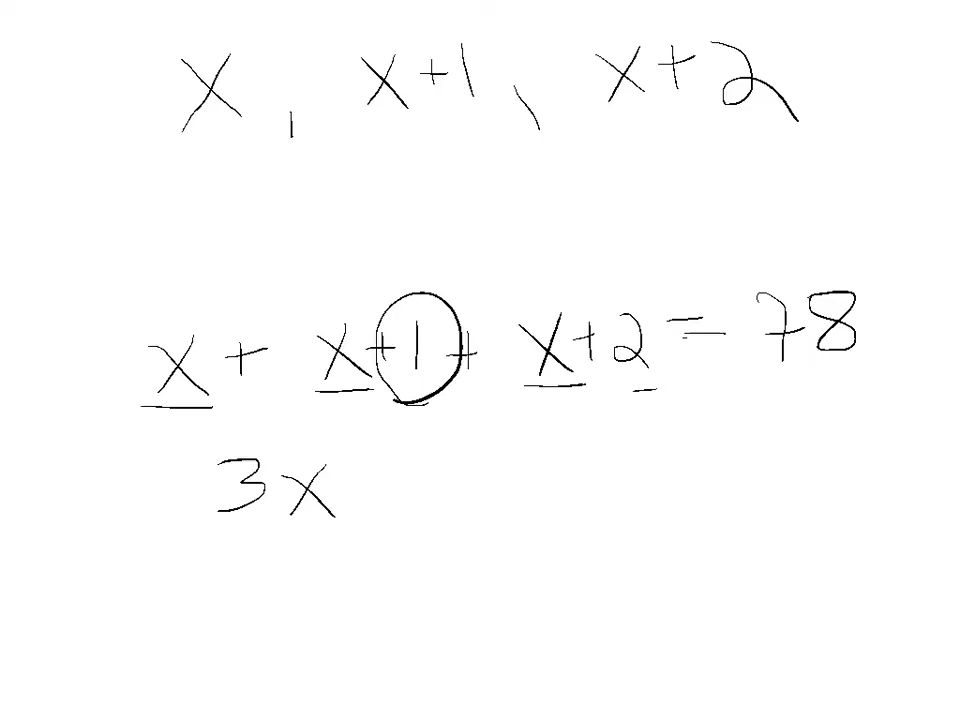 x, x+1, x+2
x + x+1 + x+2 = 78
3x